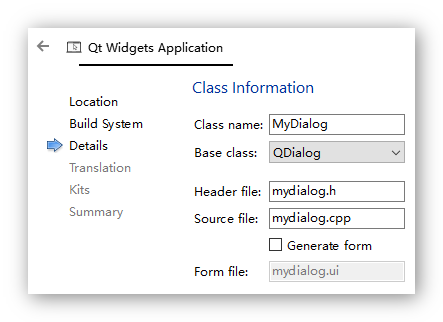 Qt Widgets Application
Location
Build System
Details
Translation
Kits
Summary
Class Information
Class name: MyDialog
Base class: QDialog
Header file: mydialog.h
Source file: mydialog.cpp
Generate form
Form file: mydialog.ui